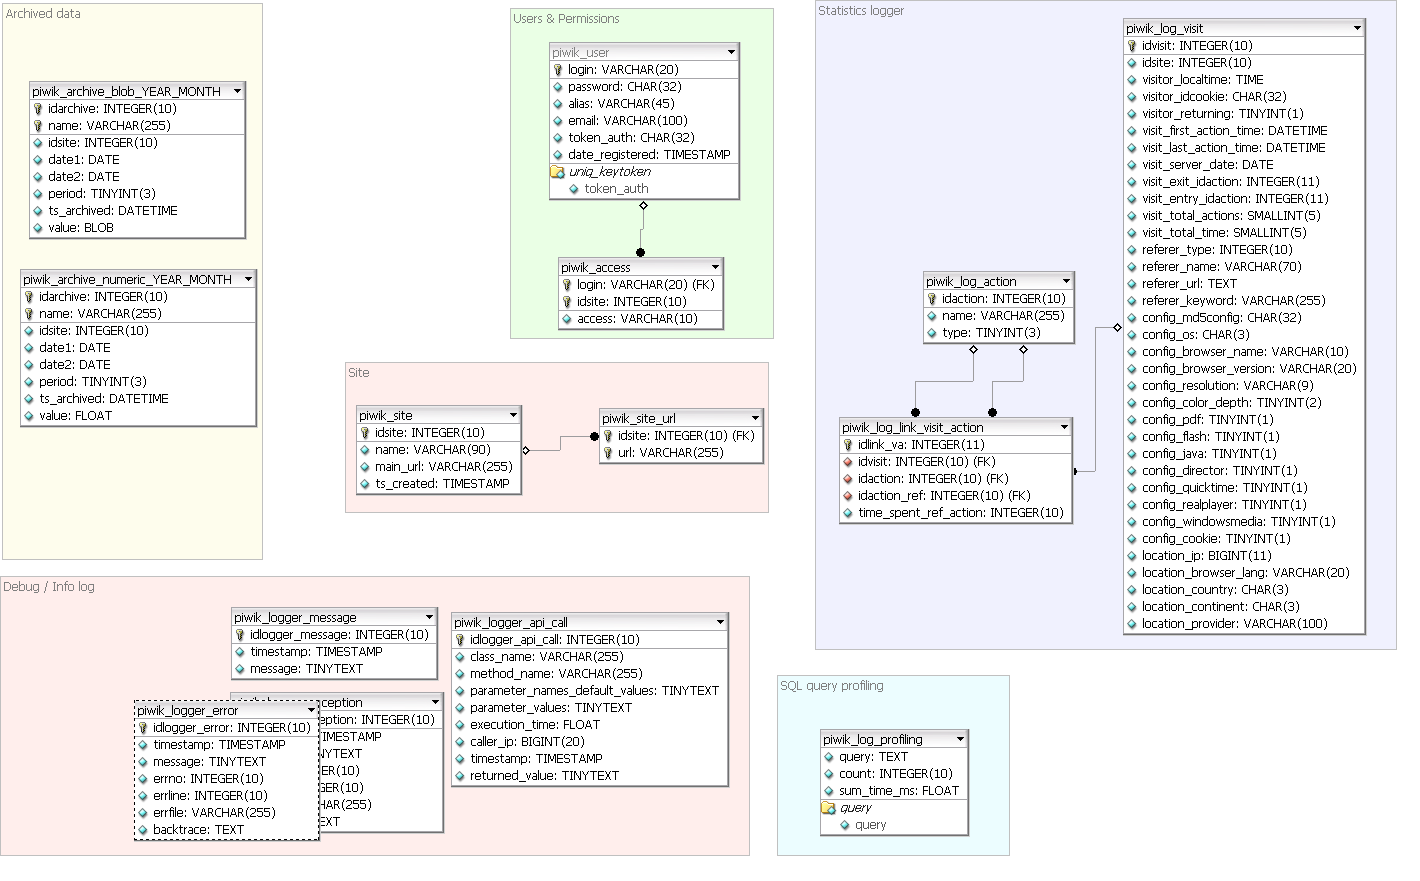 Archived data
piwik_archive_blob_YEAR_MONTH
idarchive: INTEGER(10)
name: VARCHAR(255)
idsite: INTEGER(10)
date1: DATE
date2: DATE
period: TINYINT(3)
ts_archived: DATETIME
value: BLOB
piwik_archive_numeric_YEAR_MONTH
idarchive: INTEGER(10)
name: VARCHAR(255)
idsite: INTEGER(10)
date1: DATE
date2: DATE
period: TINYINT(3)
ts_archived: DATETIME
value: FLOAT
Users & Permissions
piwik_user
login: VARCHAR(20)
password: CHAR(32)
alias: VARCHAR(45)
email: VARCHAR(100)
token_auth: CHAR(32)
date_registered: TIMESTAMP
uniq_keytoken
token_auth
piwik_access
login: VARCHAR(20) (FK)
idsite: INTEGER(10)
access: VARCHAR(10)
Site
piwik_site
idsite: INTEGER(10)
name: VARCHAR(90)
main_url: VARCHAR(255)
ts_created: TIMESTAMP
piwik_site_url
idsite: INTEGER(10) (FK)
url: VARCHAR(255)
Statistics logger
piwik_log_action
idaction: INTEGER(10)
name: VARCHAR(255)
type: TINYINT(3)
piwik_log_link_visit_action
idlink_va: INTEGER(11)
idvisit: INTEGER(10) (FK)
idaction: INTEGER(10) (FK)
idaction_ref: INTEGER(10) (FK)
time_spent_ref_action: INTEGER(10)
piwik_log_visit
idvisit: INTEGER(10)
idsite: INTEGER(10)
visitor_localtime: TIME
visitor_idcookie: CHAR(32)
visitor_returning: TINYINT(1)
visit_first_action_time: DATETIME
visit_last_action_time: DATETIME
visit_server_date: DATE
visit_exit_idaction: INTEGER(11)
visit_entry_idaction: INTEGER(11)
visit_total_actions: SMALLINT(5)
visit_total_time: SMALLINT(5)
referer_type: INTEGER(10)
referer_name: VARCHAR(70)
referer_url: TEXT
referer_keyword: VARCHAR(255)
config_md5config: CHAR(32)
config_os: CHAR(3)
config_browser_name: VARCHAR(10)
config_browser_version: VARCHAR(20)
config_resolution: VARCHAR(9)
config_color_depth: TINYINT(2)
config_pdf: TINYINT(1)
config_flash: TINYINT(1)
config_java: TINYINT(1)
config_director: TINYINT(1)
config_quicktime: TINYINT(1)
config_realplayer: TINYINT(1)
config_windowsmedia: TINYINT(1)
config_cookie: TINYINT(1)
location_ip: BIGINT(11)
location_browser_lang: VARCHAR(20)
location_country: CHAR(3)
location_continent: CHAR(3)
location_provider: VARCHAR(100)
Debug / Info log
piwik_logger_message
idlogger_message: INTEGER(10)
timestamp: TIMESTAMP
message: TINYTEXT
piwik_logger_error
idlogger_error: INTEGER(10)
timestamp: TIMESTAMP
message: TINYTEXT
errno: INTEGER(10)
errline: INTEGER(10)
errfile: VARCHAR(255)
backtrace: TEXT
ception
eption: INTEGER(10)
TIMESTAMP
NYTEXT
ER(10)
GER(10)
HAR(255)
EXT
piwik_logger_api_call
idlogger_api_call: INTEGER(10)
class_name: VARCHAR(255)
method_name: VARCHAR(255)
parameter_names_default_values: TINYTEXT
parameter_values: TINYTEXT
execution_time: FLOAT
caller_ip: BIGINT(20)
timestamp: TIMESTAMP
returned_value: TINYTEXT
SQL query profiling
piwik_log_profiling
query: TEXT
count: INTEGER(10)
sum_time_ms: FLOAT
query
query